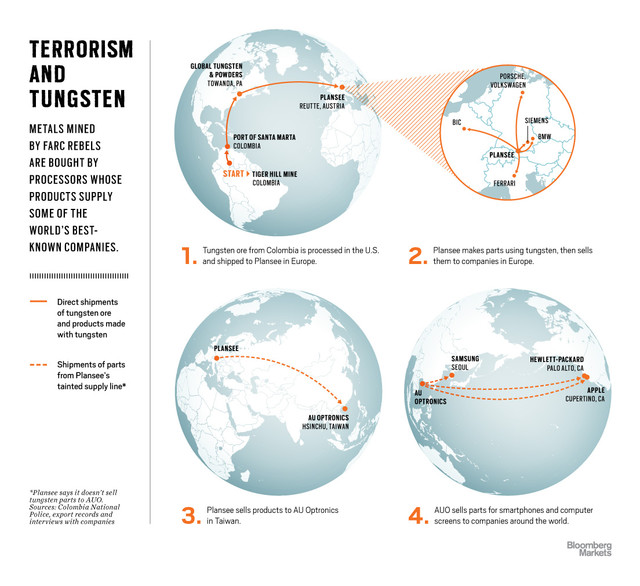 TERRORISM
AND
TUNGSTEN
METALS MINED
BY FARC REBELS
ARE BOUGHT BY
PROCESSORS WHOSE
PRODUCTS SUPPLY
SOME OF THE
WORLD'S BEST-
KNOWN COMPANIES.
Direct shipments
of tungsten ore
and products made
with tungsten
Shipments of parts
from Plansee's
tainted supply line*
*Plansee says it doesn't sell
tungsten parts to AUO.
Sources: Colombia National
Police, export records and
interviews with companies
GLOBAL TUNGSTEN
& POWDERS
TOWANDA, PA
PLANSEE
REUTTE, AUSTRIA
PORT OF SANTA MARTA
COLOMBIA
START TIGER HILL MINE
COLOMBIA
1. Tungsten ore from Colombia is processed in the U.S.
and shipped to Plansee in Europe.
PORSCHE,
VOLKSWAGEN
BIC
SIEMENS
BMW
PLANSEE
FERRARI
2. Plansee makes parts using tungsten, then sells
them to companies in Europe.
PLANSEE
AU OPTRONICS
HSINCHU, TAIWAN
3. Plansee sells products to AU Optronics
in Taiwan.
SAMSUNG
SEOUL
HEWLETT-PACKARD
PALO ALTO, CA
AU
OPTRONICS
APPLE
CUPERTINO, CA
4. AUO sells parts for smartphones and computer
screens to companies around the world.
Bloomberg
Markets